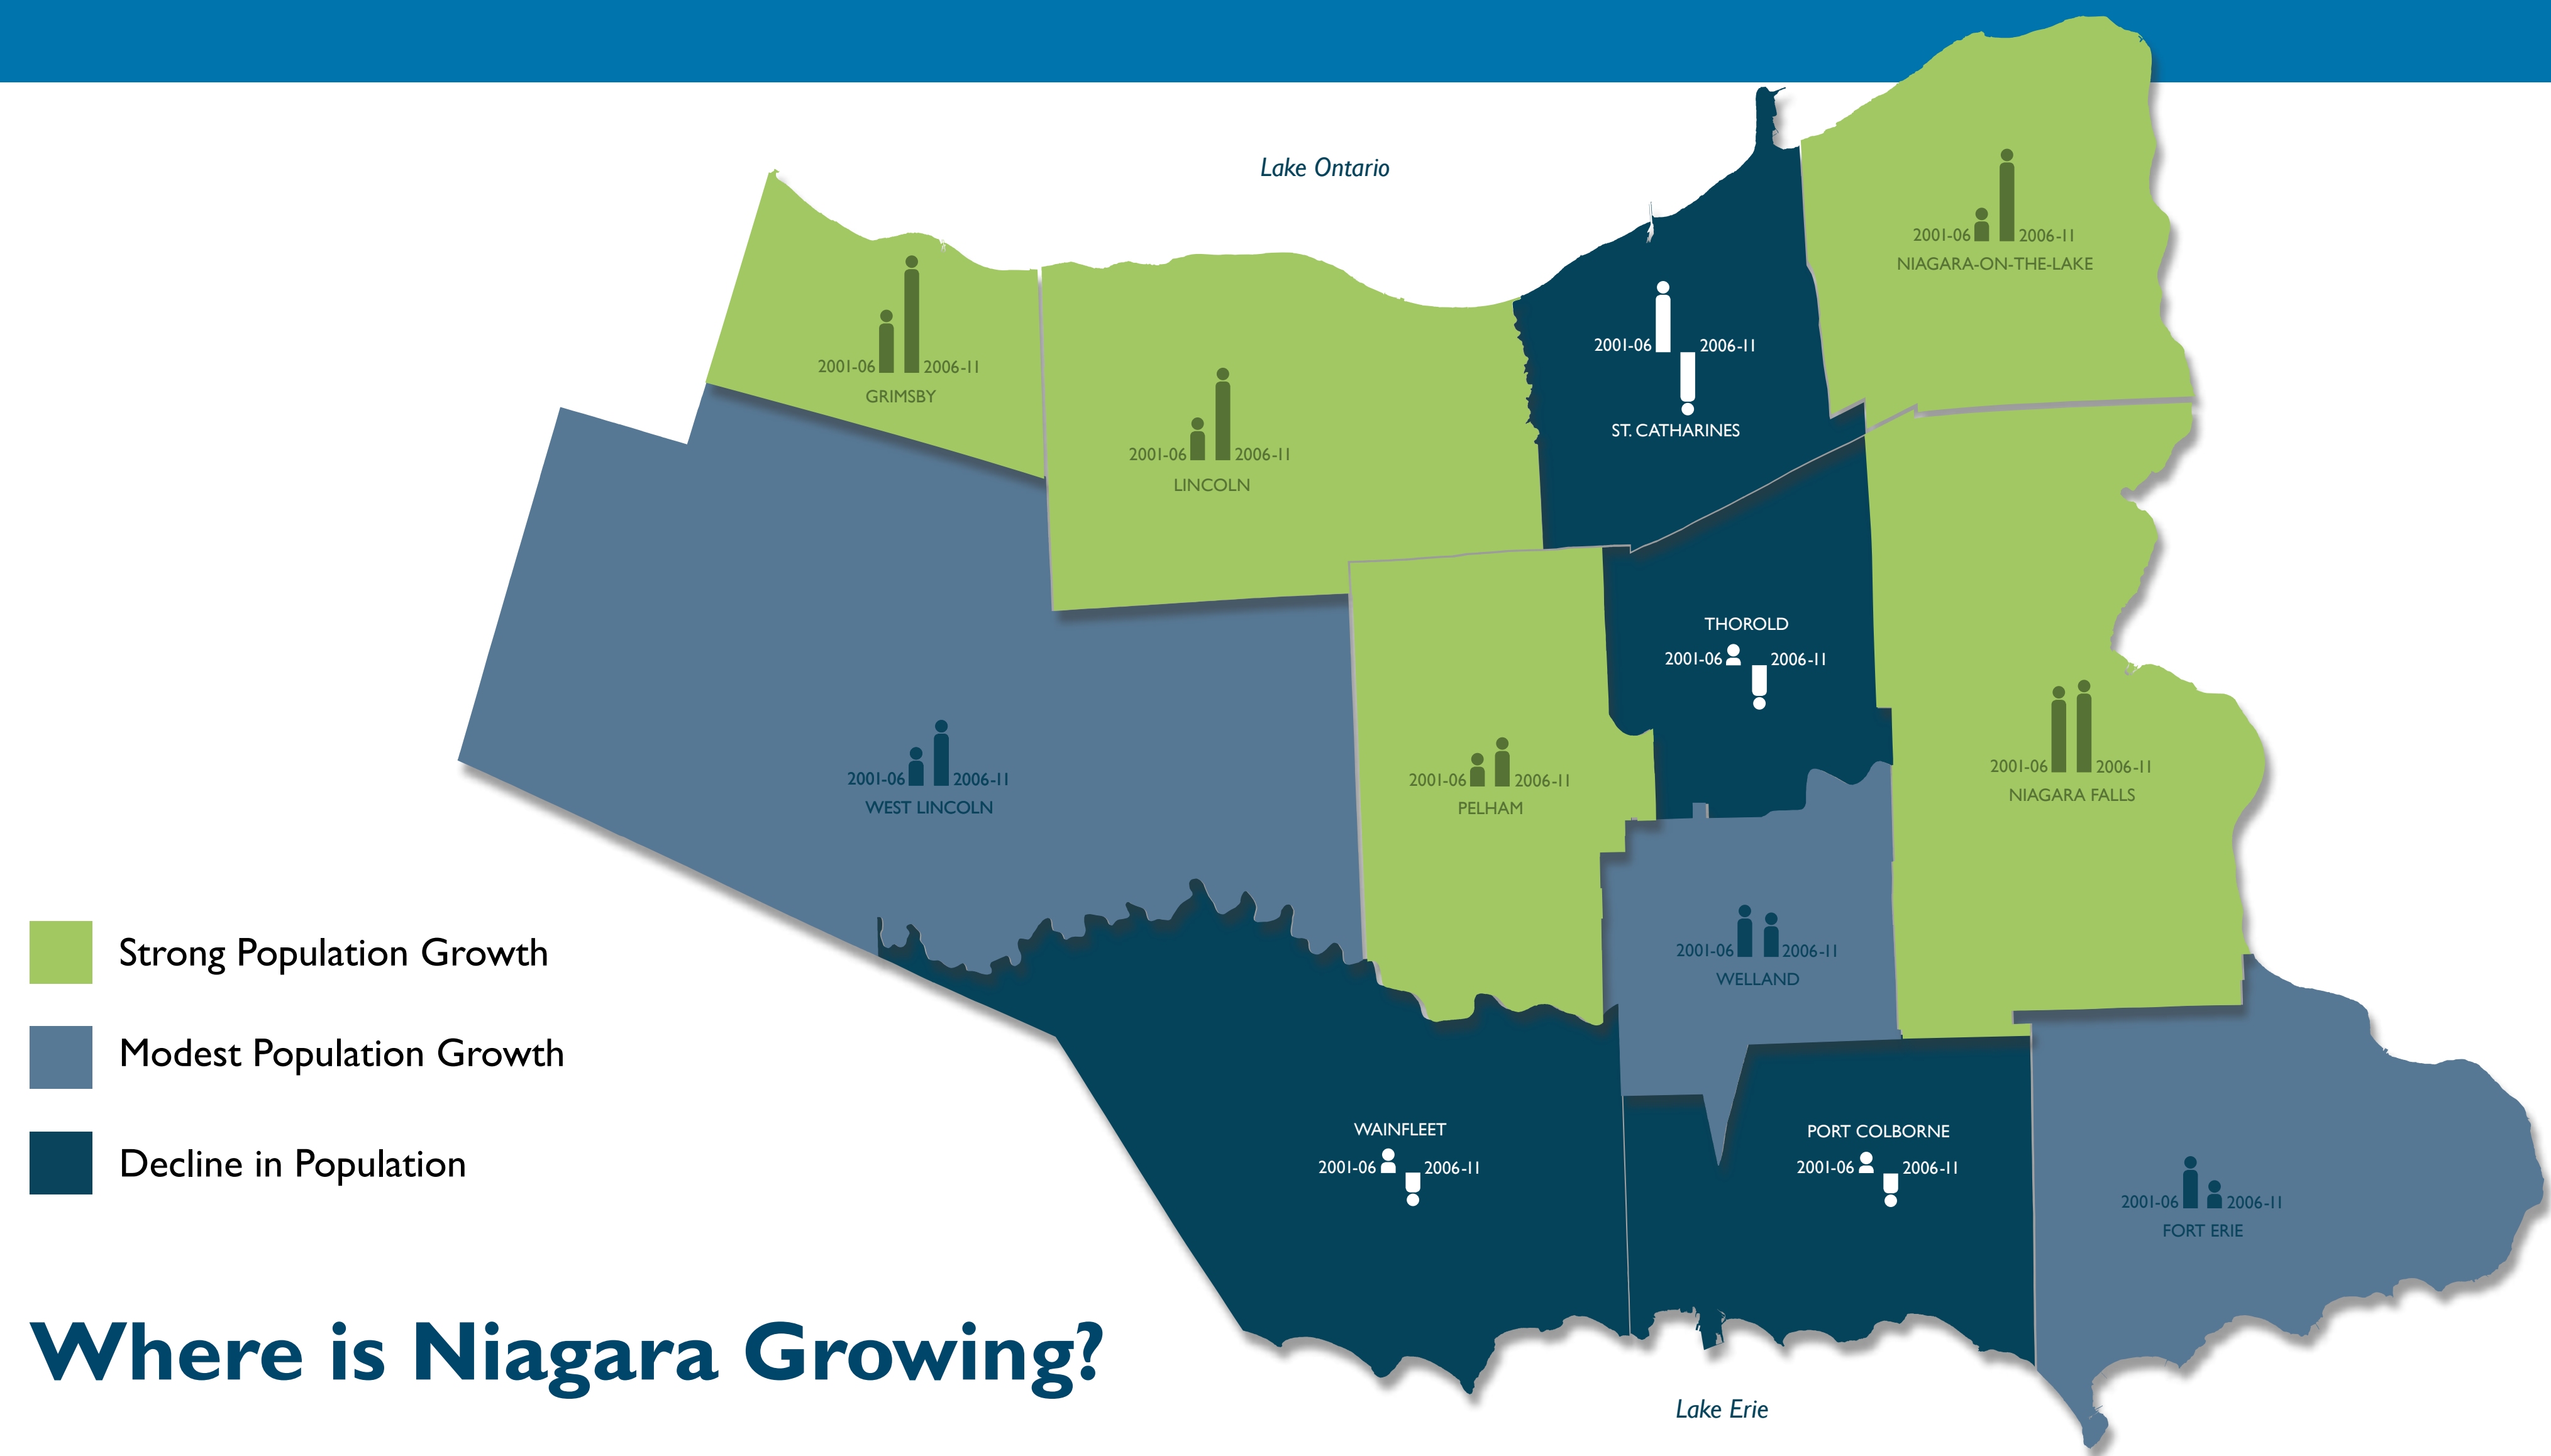 Lake Ontario
2001-06 2006-11
NIAGARA-ON-THE-LAKE
2001-06 2006-11
GRIMSBY
2001-06 2006-11
LINCOLN
2001-06 2006-11
ST. CATHARINES
THOROLD
2001-06 2006-11
2001-06 2006-11
WEST LINCOLN
2001-06 2006-11
PELHAM
2001-06 2006-11
NIAGARA FALLS
2001-06 2006-11
WELLAND
WAINFLEET
2001-06 2006-11
PORT COLBORNE
2001-06 2006-11
2001-06 2006-11
FORT ERIE
Strong Population Growth
Modest Population Growth
Decline in Population
Where is Niagara Growing?
Lake Erie